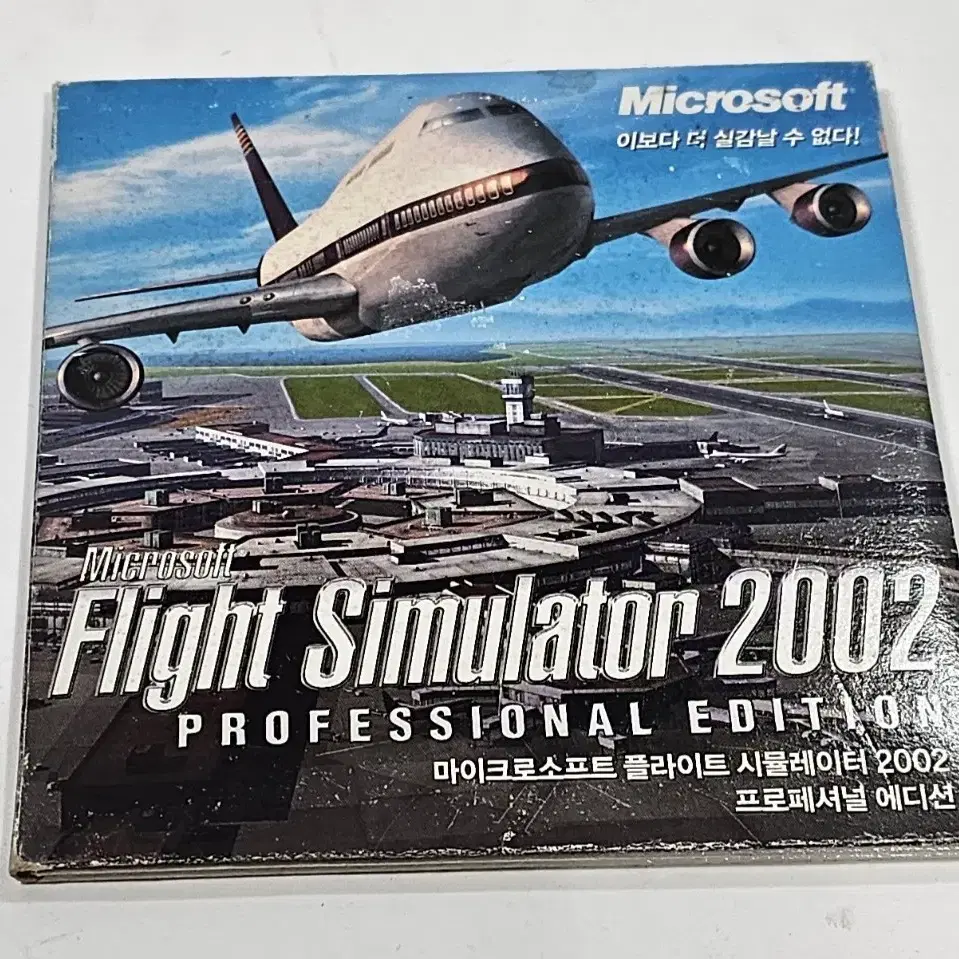 Microsoft
이보다 더 실감날 수 없다!
Microsoft
Flight Simulator 2002
PROFESSIONAL EDITION
마이크로소프트 플라이트 시뮬레이터 2002
프로페셔널 에디션